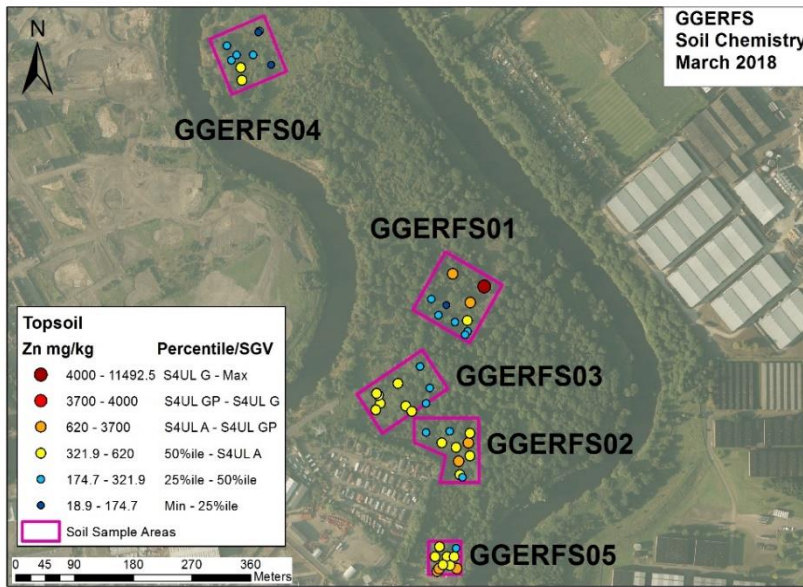 GGERFS
Soil Chemistry
March 2018
N
GGERFS04
GGERFS01
GGERFS03
GGERFS02
GGERFS05
Topsoil
Zn mg/kg Percentile/SGV
4000 - 11492.5 S4UL G - Max
3700 - 4000 S4UL GP - S4UL G
620 - 3700 S4UL A - S4UL GP
321.9 - 620 50%ile - S4UL A
174.7 - 321.9 25%ile - 50%ile
18.9 - 174.7 Min - 25%ile
Soil Sample Areas
0 45 90 180 270 360
Meters